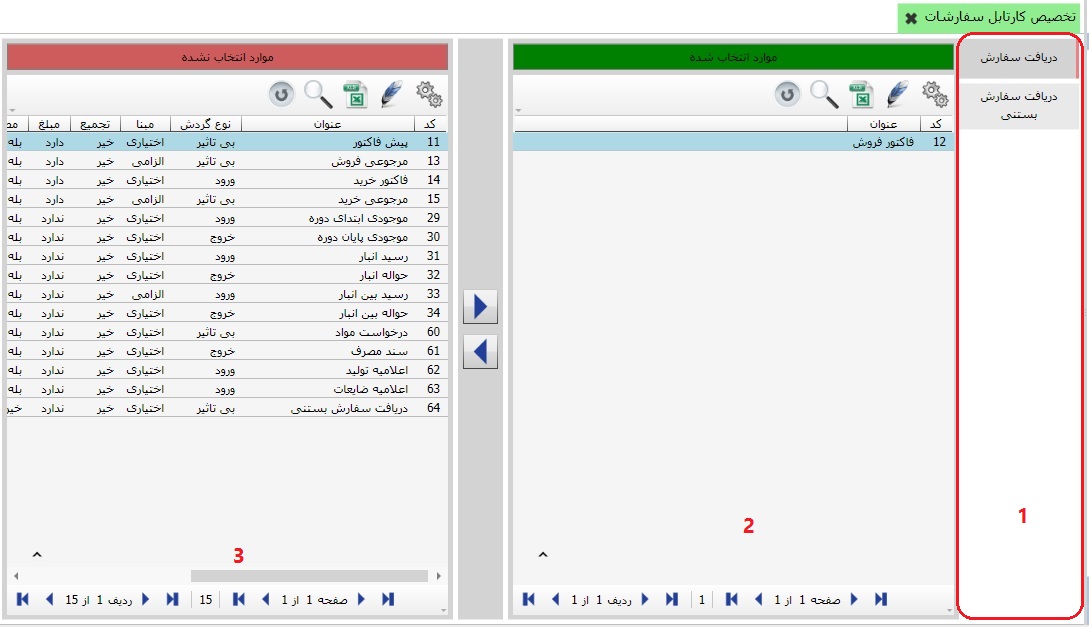 تخصیص کارتابل سفارشات
دریافت سفارش
دریافت سفارش
بستنی
1
موارد انتخاب شده
کد عنوان
12 فاکتور فروش
2
صفحه 1 از 1 1 ردیف 1 از 1
موارد انتخاب نشده
کد عنوان نوع گردش مبنا تجمیع مبلغ
11 پیش فاکتور بی تاثیر اختیاری خیر دارد بله
13 مرجوعی فروش بی تاثیر الزامی خیر دارد بله
14 فاکتور خرید ورود اختیاری خیر دارد بله
15 مرجوعی خرید بی تاثیر الزامی خیر دارد بله
29 موجودی ابتدای دوره ورود اختیاری خیر ندارد بله
30 موجودی پایان دوره خروج اختیاری خیر ندارد بله
31 رسید انبار ورود اختیاری خیر ندارد بله
32 حواله انبار خروج اختیاری خیر ندارد بله
33 رسید بین انبار ورود الزامی خیر ندارد بله
34 حواله بین انبار خروج اختیاری خیر ندارد بله
60 درخواست مواد بی تاثیر اختیاری خیر ندارد بله
61 سند مصرف خروج اختیاری خیر ندارد بله
62 اعلامیه تولید ورود اختیاری خیر ندارد بله
63 اعلامیه ضایعات ورود اختیاری خیر ندارد بله
64 دریافت سفارش بستنی بی تاثیر اختیاری خیر ندارد خیر
3
صفحه 1 از 1 15 ردیف 1 از 15